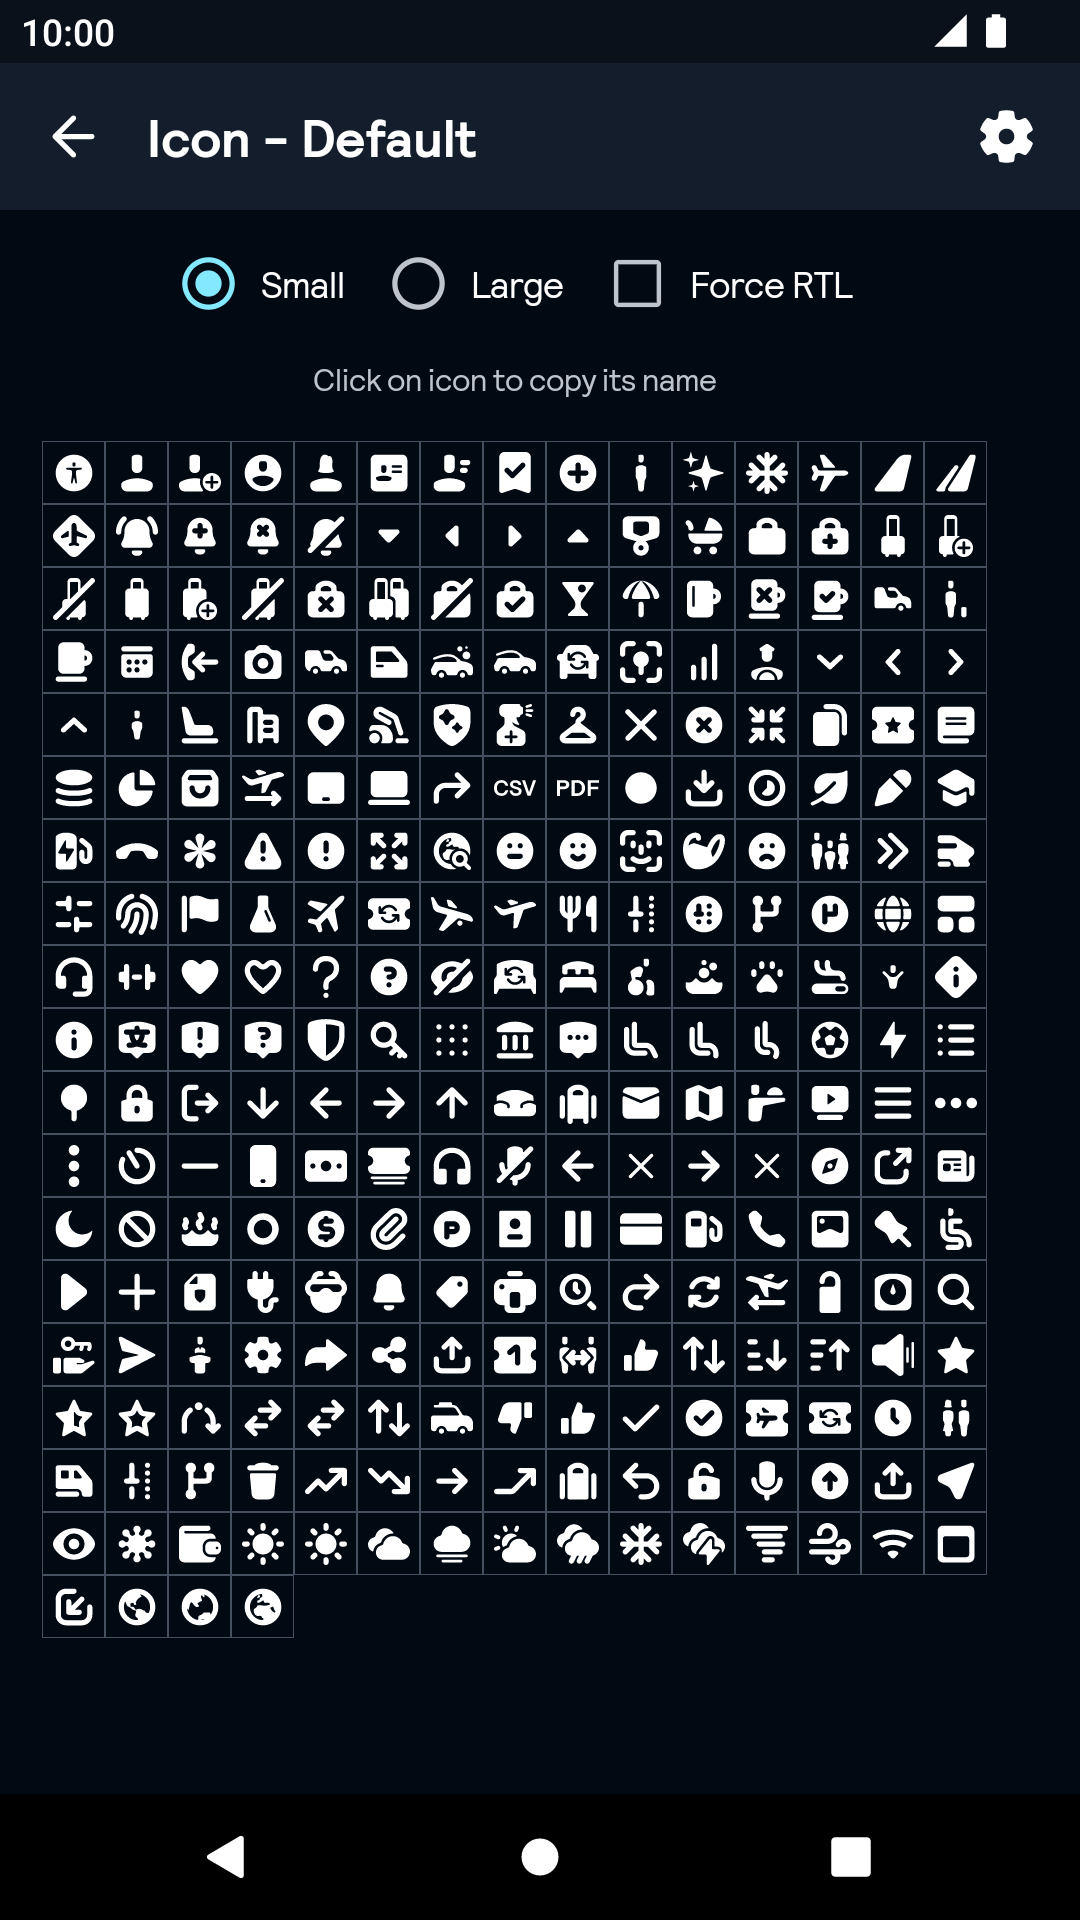 10:00
Icon - Default
Small
Large
Force RTL
Click on icon to copy its name
CSV
PDF